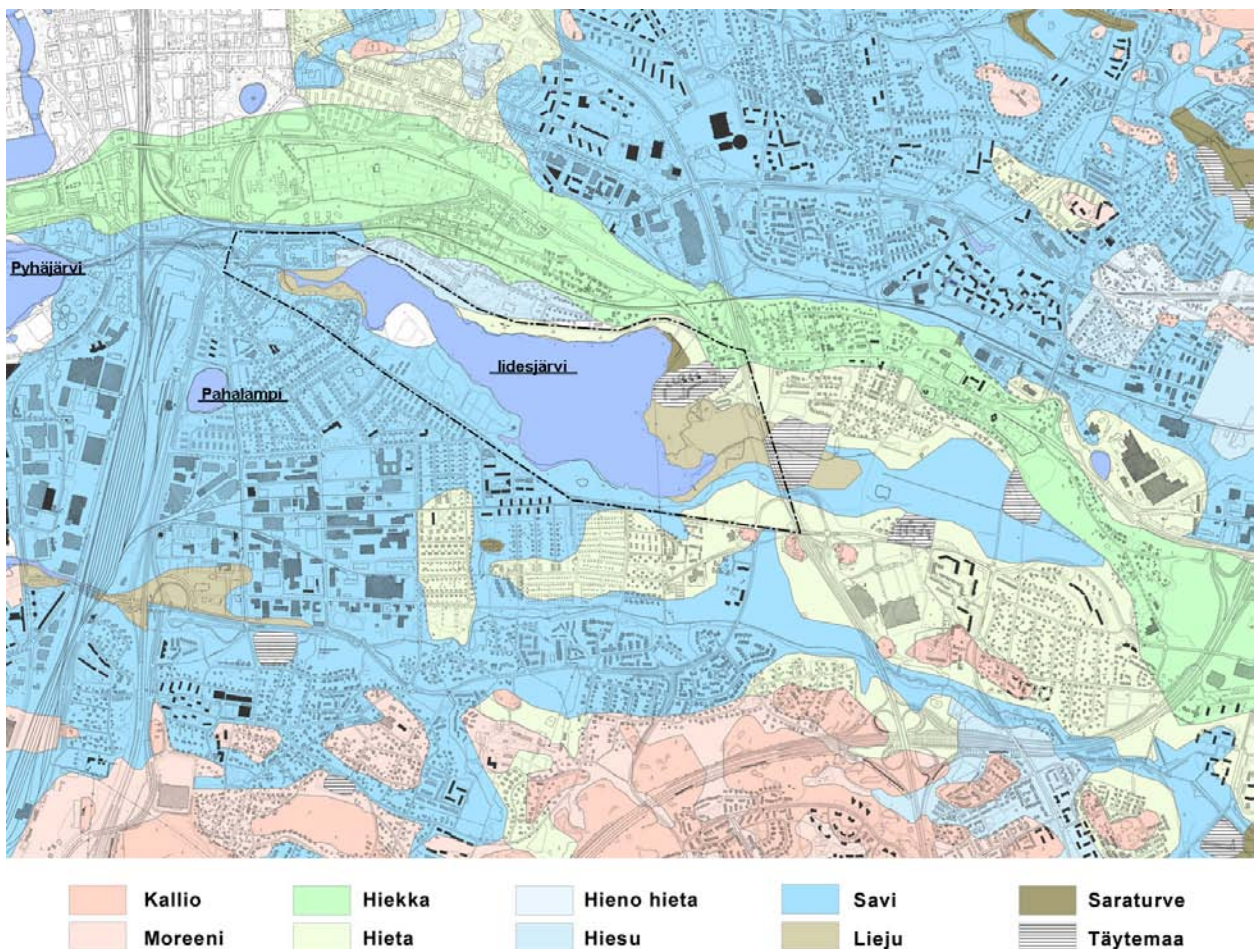 Pyhäjärvi
Iidesjärvi
Pahalampi
Kallio
Hiekka
Hieno hieta
Savi
Saraturve
Moreeni
Hieta
Hiesu
Lieju
Täytemaa